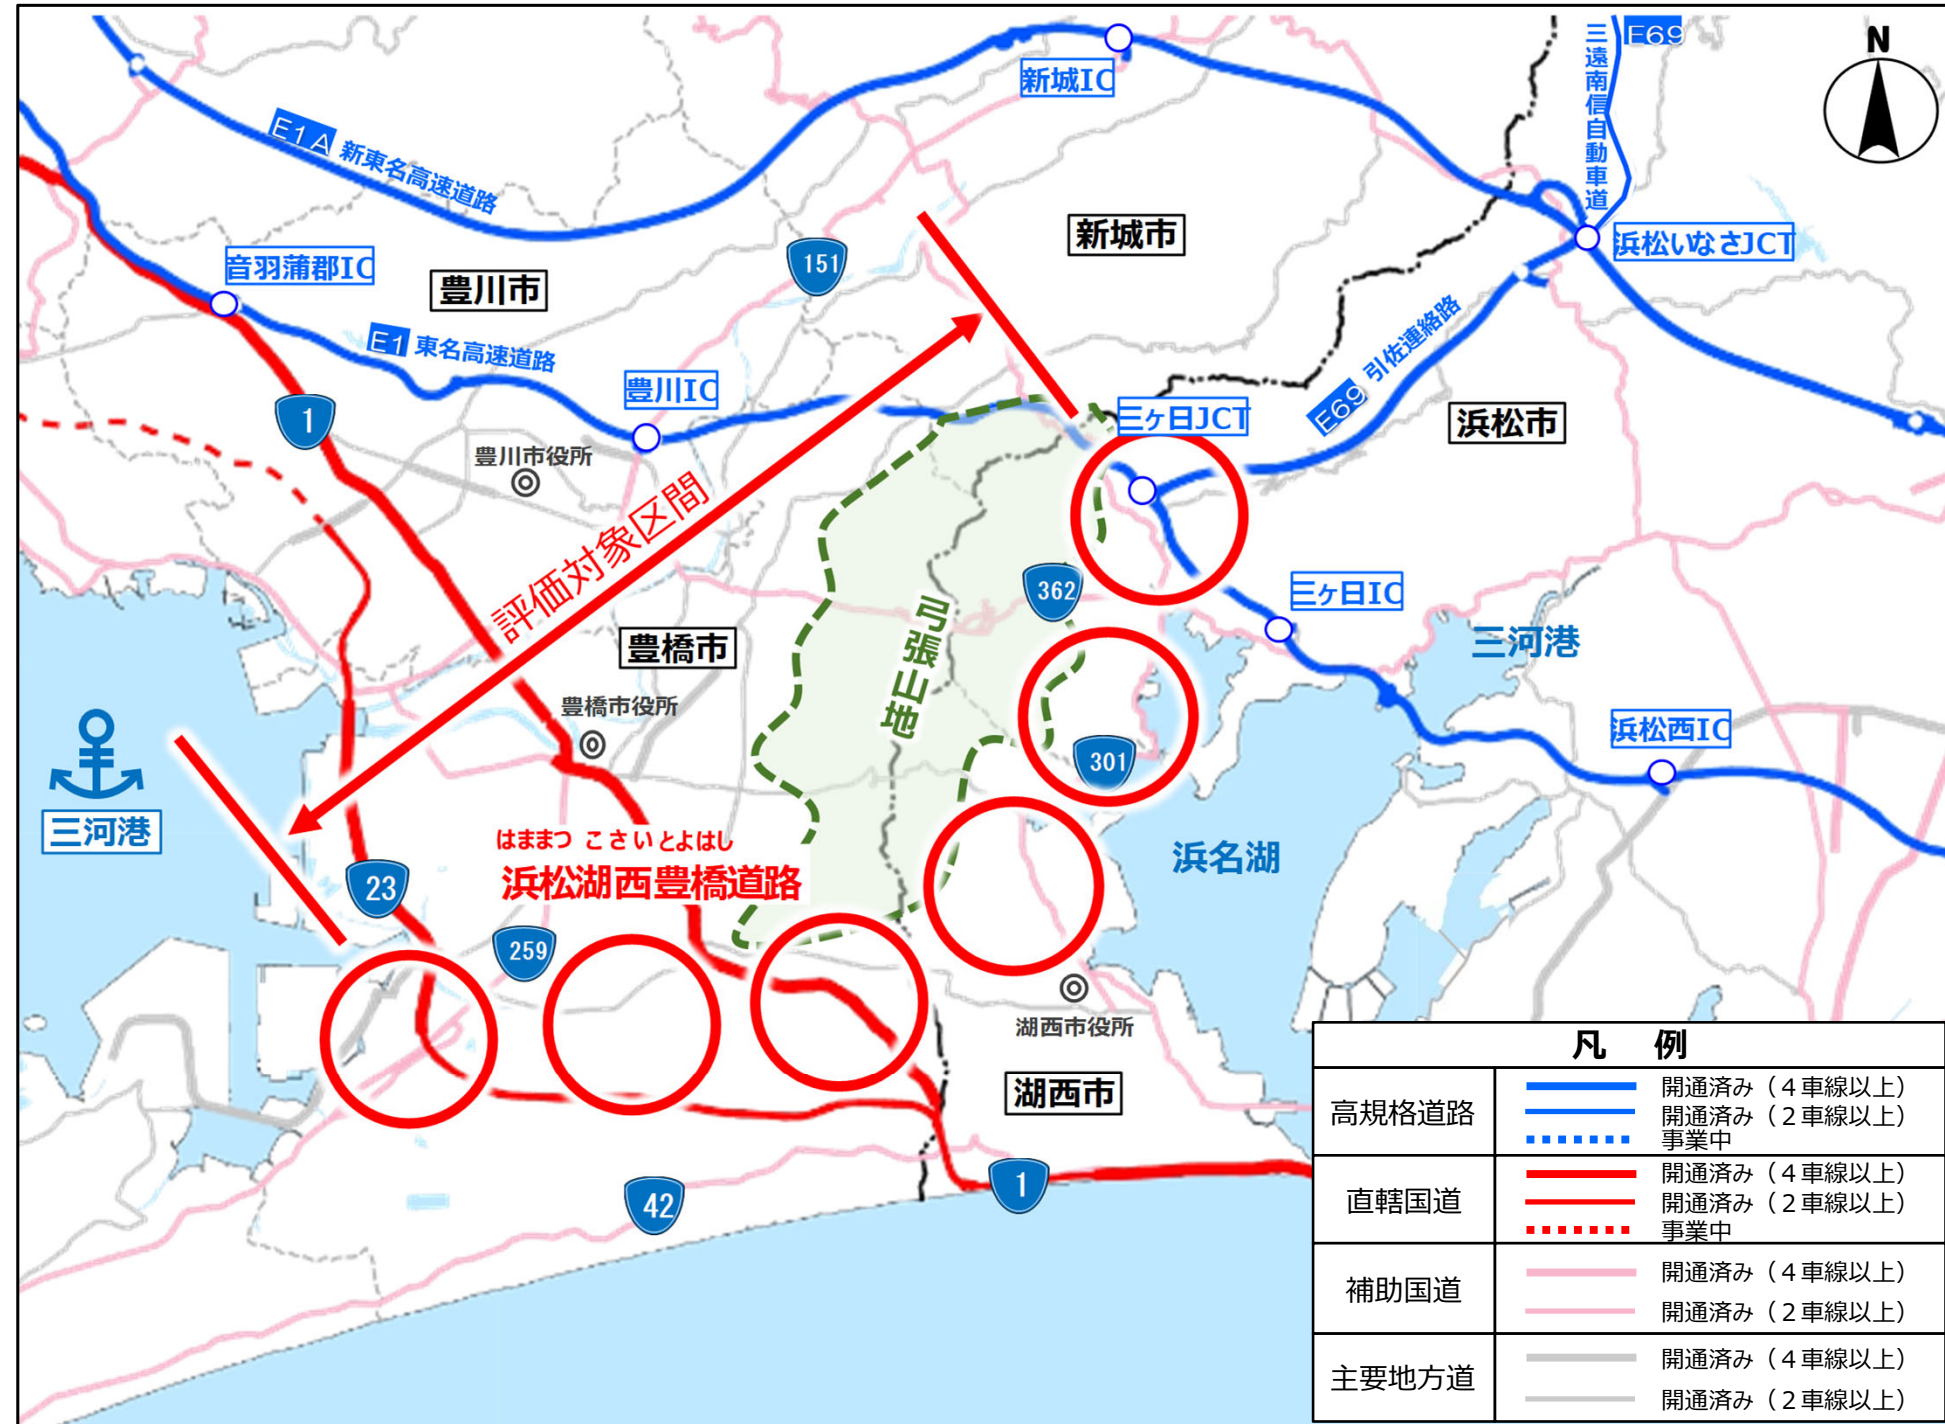 E69
三遠南信自動車道
N
新城IC
E1A 新東名高速道路
新城市
浜松いなさJCT
151
音羽蒲郡IC
豊川市
E1 東名高速道路
引佐連絡路
E69
豊川IC
三ヶ日JCT
浜松市
1
豊川市役所
評価対象区間
362
三ヶ日IC
弓張山地
三河港
豊橋市
豊橋市役所
浜松西IC
301
三河港
はままつ こさいとよはし
浜松湖西豊橋道路
浜名湖
23
259
湖西市役所
湖西市
42
1
凡 例
高規格道路
開通済み（４車線以上）
開通済み（２車線以上）
事業中
直轄国道
開通済み（４車線以上）
開通済み（２車線以上）
事業中
補助国道
開通済み（４車線以上）
開通済み（２車線以上）
主要地方道
開通済み（４車線以上）
開通済み（２車線以上）